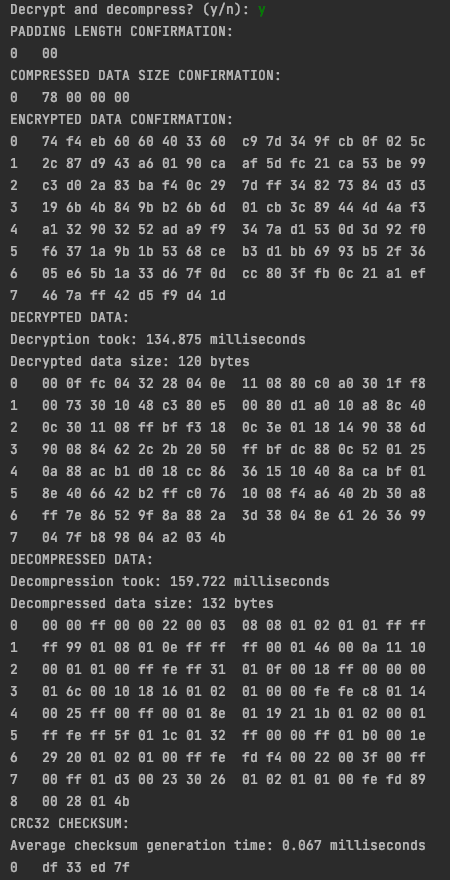 Decrypt and decompress? (y/n): y
PADDING LENGTH CONFIRMATION:
0   00
COMPRESSED DATA SIZE CONFIRMATION:
0   78 00 00 00
ENCRYPTED DATA CONFIRMATION:
0   74 f4 eb 60 60 40 33 60  c9 7d 34 9f cb 0f 02 5c
1   2c 87 d9 43 a6 01 90 ca  af 5d fc 21 ca 53 be 99
2   c3 d0 2a 83 ba f4 0c 29  7d ff 34 82 73 84 d3 d3
3   19 6b 4b 84 9b b2 6b 6d  01 cb 3c 89 44 4d 4a f3
4   a1 32 90 32 52 ad a9 f9  34 7a d1 53 0d 3d 92 f0
5   f6 37 1a 9b 1b 53 68 ce  b3 d1 bb 69 93 b5 2f 36
6   05 e6 5b 1a 33 d6 7f 0d  cc 80 3f fb 0c 21 a1 ef
7   46 7a ff 42 d5 f9 d4 1d
DECRYPTED DATA:
Decryption took: 134.875 milliseconds
Decrypted data size: 120 bytes
0   00 0f fc 04 32 28 04 0e  11 08 80 c0 a0 30 1f f8
1   00 73 30 10 48 c3 80 e5  00 80 d1 a0 10 a8 8c 40
2   0c 30 11 08 ff bf f3 18  0c 3e 01 18 14 90 38 6d
3   90 08 84 62 2c 2b 20 50  ff bf dc 88 0c 52 01 25
4   0a 88 ac b1 d0 18 cc 86  36 15 10 40 8a ca bf 01
5   8e 40 66 42 b2 ff c0 76  10 08 f4 a6 40 2b 30 a8
6   ff 7e 86 52 9f 8a 88 2a  3d 38 04 8e 61 26 36 99
7   04 7f b8 98 04 a2 03 4b
DECOMPRESSED DATA:
Decompression took: 159.722 milliseconds
Decompressed data size: 132 bytes
0   00 00 ff 00 00 22 00 03  08 08 01 02 01 01 ff ff
1   ff 99 01 08 01 0e ff ff  ff 00 01 46 00 0a 11 10
2   00 01 01 00 ff fe ff 31  01 0f 00 18 ff 00 00 00
3   01 6c 00 10 18 16 01 02  01 00 00 fe fe c8 01 14
4   00 25 ff 00 ff 00 01 8e  01 19 21 1b 01 02 00 01
5   ff fe ff 5f 01 1c 01 32  ff 00 00 ff 01 b0 00 1e
6   29 20 01 02 01 00 ff fe  fd f4 00 22 00 3f 00 ff
7   00 ff 01 d3 00 23 30 26  01 02 01 01 00 fe fd 89
8   00 28 01 4b
CRC32 CHECKSUM:
Average checksum generation time: 0.067 milliseconds
0   df 33 ed 7f